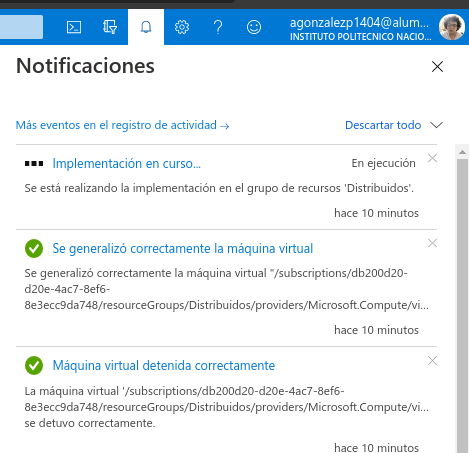 agonzalezp1404@alum...
INSTITUTO POLITECNICO NACIO...
Notificaciones
Más eventos en el registro de actividad →
Descartar todo
Implementación en curso...
En ejecución
Se está realizando la implementación en el grupo de recursos 'Distribuidos'.
hace 10 minutos
Se generalizó correctamente la máquina virtual
Se generalizó correctamente la máquina virtual "/subscriptions/db200d20-
d20e-4ac7-8ef6-
8e3ecc9da748/resourceGroups/Distribuidos/providers/Microsoft.Compute/vi...
hace 10 minutos
Máquina virtual detenida correctamente
La máquina virtual '/subscriptions/db200d20-d20e-4ac7-8ef6-
8e3ecc9da748/resourceGroups/Distribuidos/providers/Microsoft.Compute/vi...
se detuvo correctamente.
hace 10 minutos